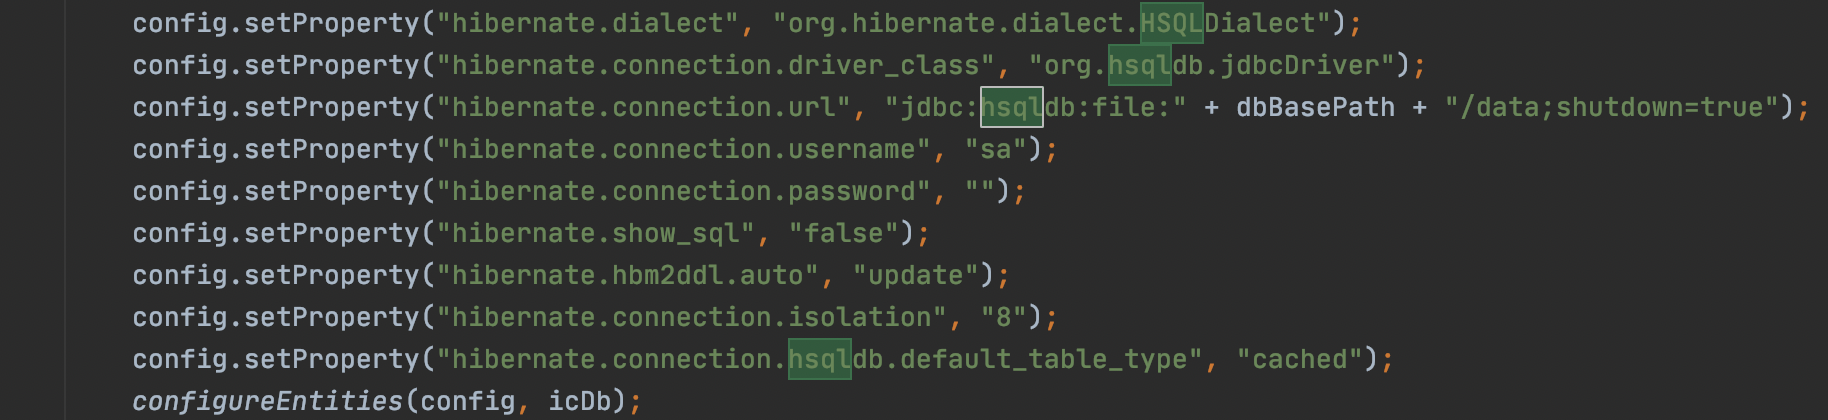 config.setProperty("hibernate.dialect", "org.hibernate.dialect.HSQLDialect");
config.setProperty("hibernate.connection.driver_class", "org.hsqldb.jdbcDriver");
config.setProperty("hibernate.connection.url", "jdbc:hsqldb:file:" + dbBasePath + "/data;shutdown=true");
config.setProperty("hibernate.connection.username", "sa");
config.setProperty("hibernate.connection.password", "");
config.setProperty("hibernate.show_sql", "false");
config.setProperty("hibernate.hbm2ddl.auto", "update");
config.setProperty("hibernate.connection.isolation", "8");
config.setProperty("hibernate.connection.hsqldb.default_table_type", "cached");
configureEntities(config, icDb);